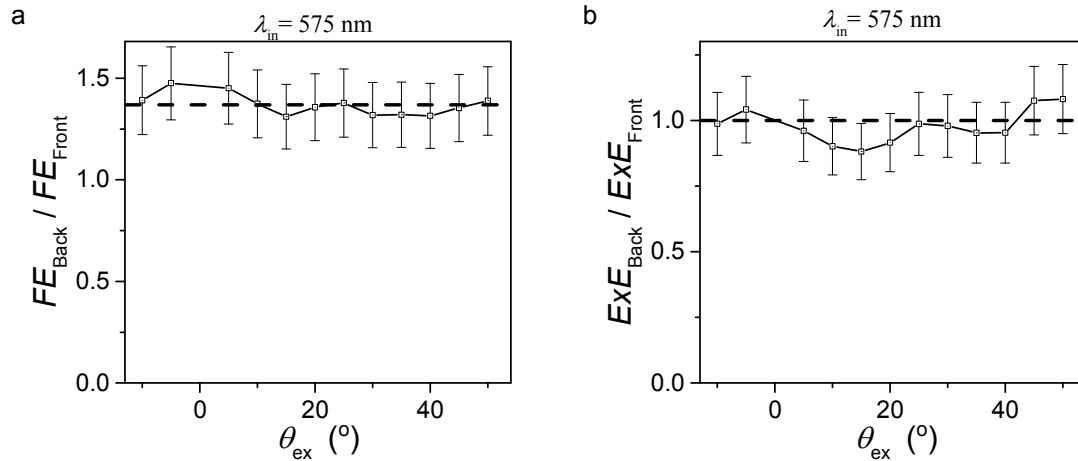 a
λin= 575 nm
FEBack / FEFront
1.5
1.0
0.5
0.0
0
20
40
θex (o)
b
λin= 575 nm
ExEBack / ExEFront
1.0
0.5
0.0
0
20
40
θex (o)